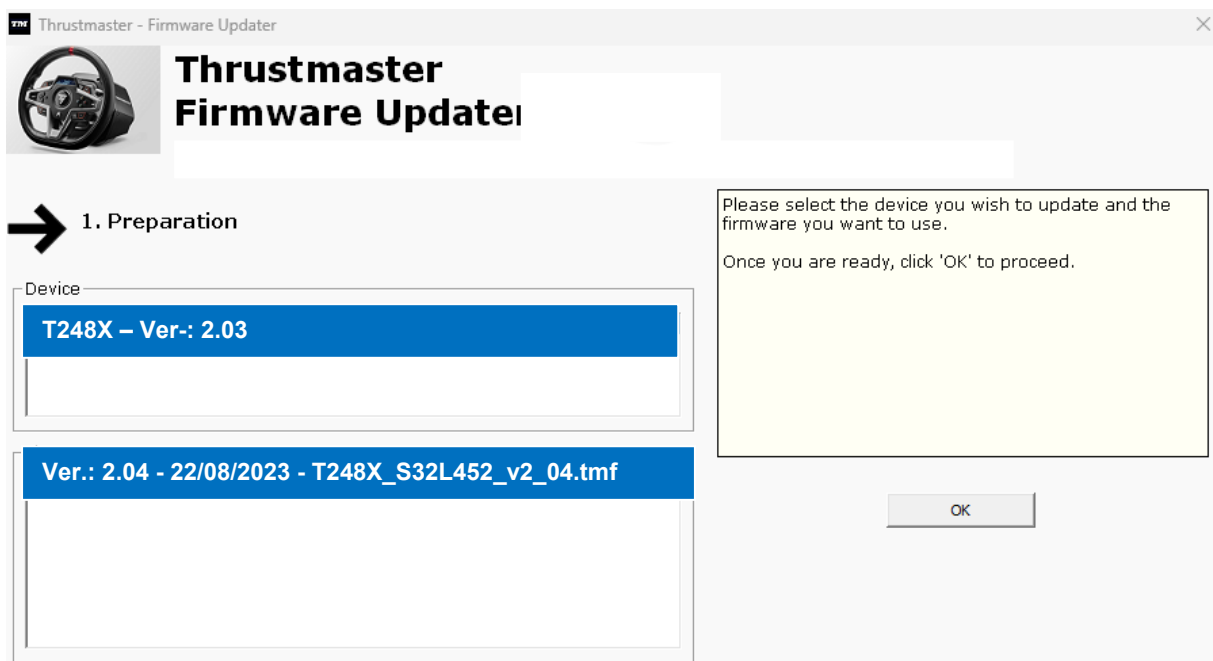 TM Thrustmaster - Firmware Updater
Thrustmaster
Firmware Update
1. Preparation
Please select the device you wish to update and the
firmware you want to use.
Once you are ready, click 'OK' to proceed.
Device
T248X – Ver-: 2.03
Ver.: 2.04 - 22/08/2023 - T248X_S32L452_v2_04.tmf
OK